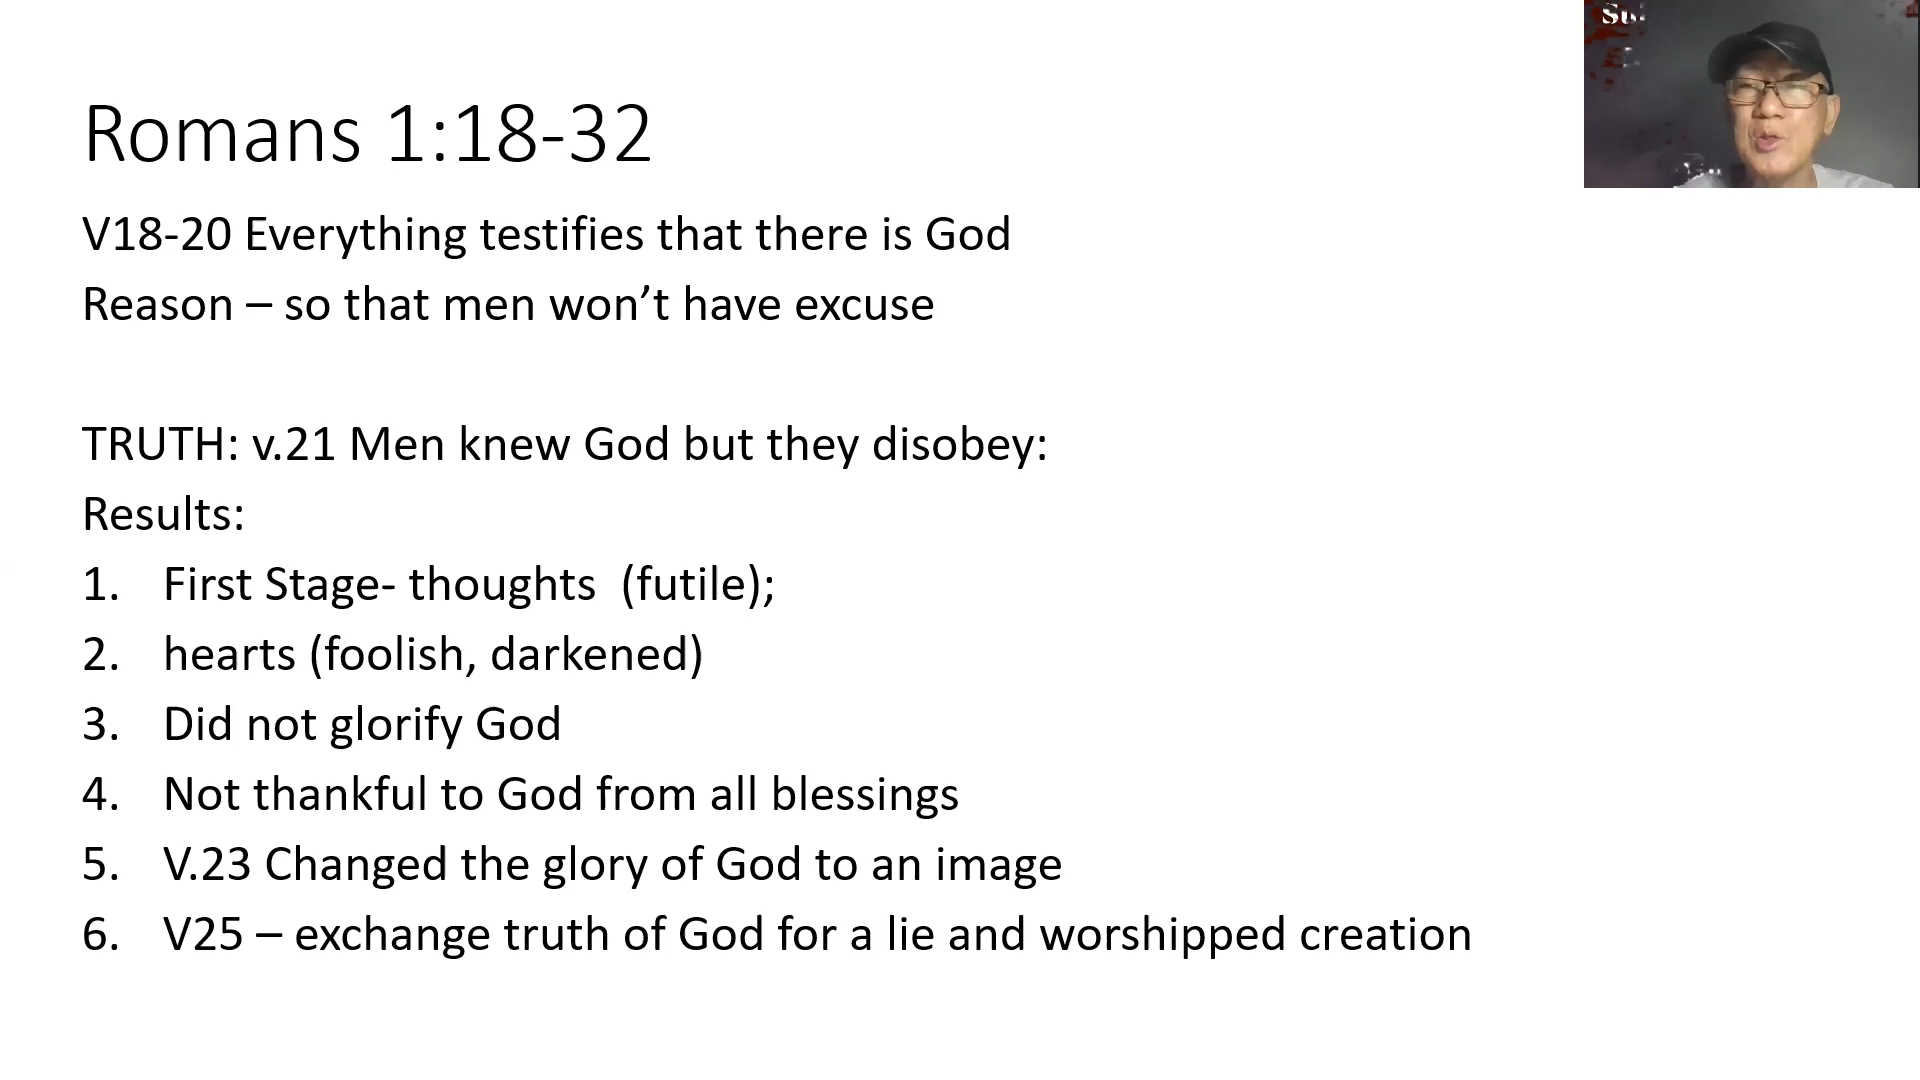 Romans 1:18-32
V18-20 Everything testifies that there is God
Reason – so that men won’t have excuse
TRUTH: v.21 Men knew God but they disobey:
Results:
1. First Stage- thoughts  (futile);
2. hearts (foolish, darkened)
3. Did not glorify God
4. Not thankful to God from all blessings
5. V.23 Changed the glory of God to an image
6. V25 – exchange truth of God for a lie and worshipped creation